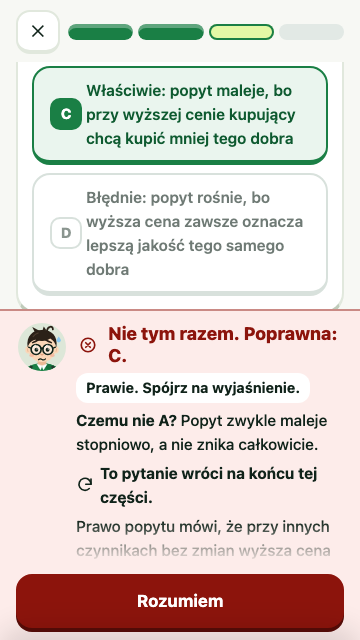 C
Właściwie: popyt maleje, bo
przy wyższej cenie kupujący
chcą kupić mniej tego dobra
D
Błędnie: popyt rośnie, bo
wyższa cena zawsze oznacza
lepszą jakość tego samego
dobra
Nie tym razem. Poprawna:
C.
Prawie. Spójrz na wyjaśnienie.
Czemu nie A? Popyt zwykle maleje
stopniowo, a nie znika całkowicie.
To pytanie wróci na końcu tej
części.
Prawo popytu mówi, że przy innych
czynnikach bez zmian wyższa cena
Rozumiem